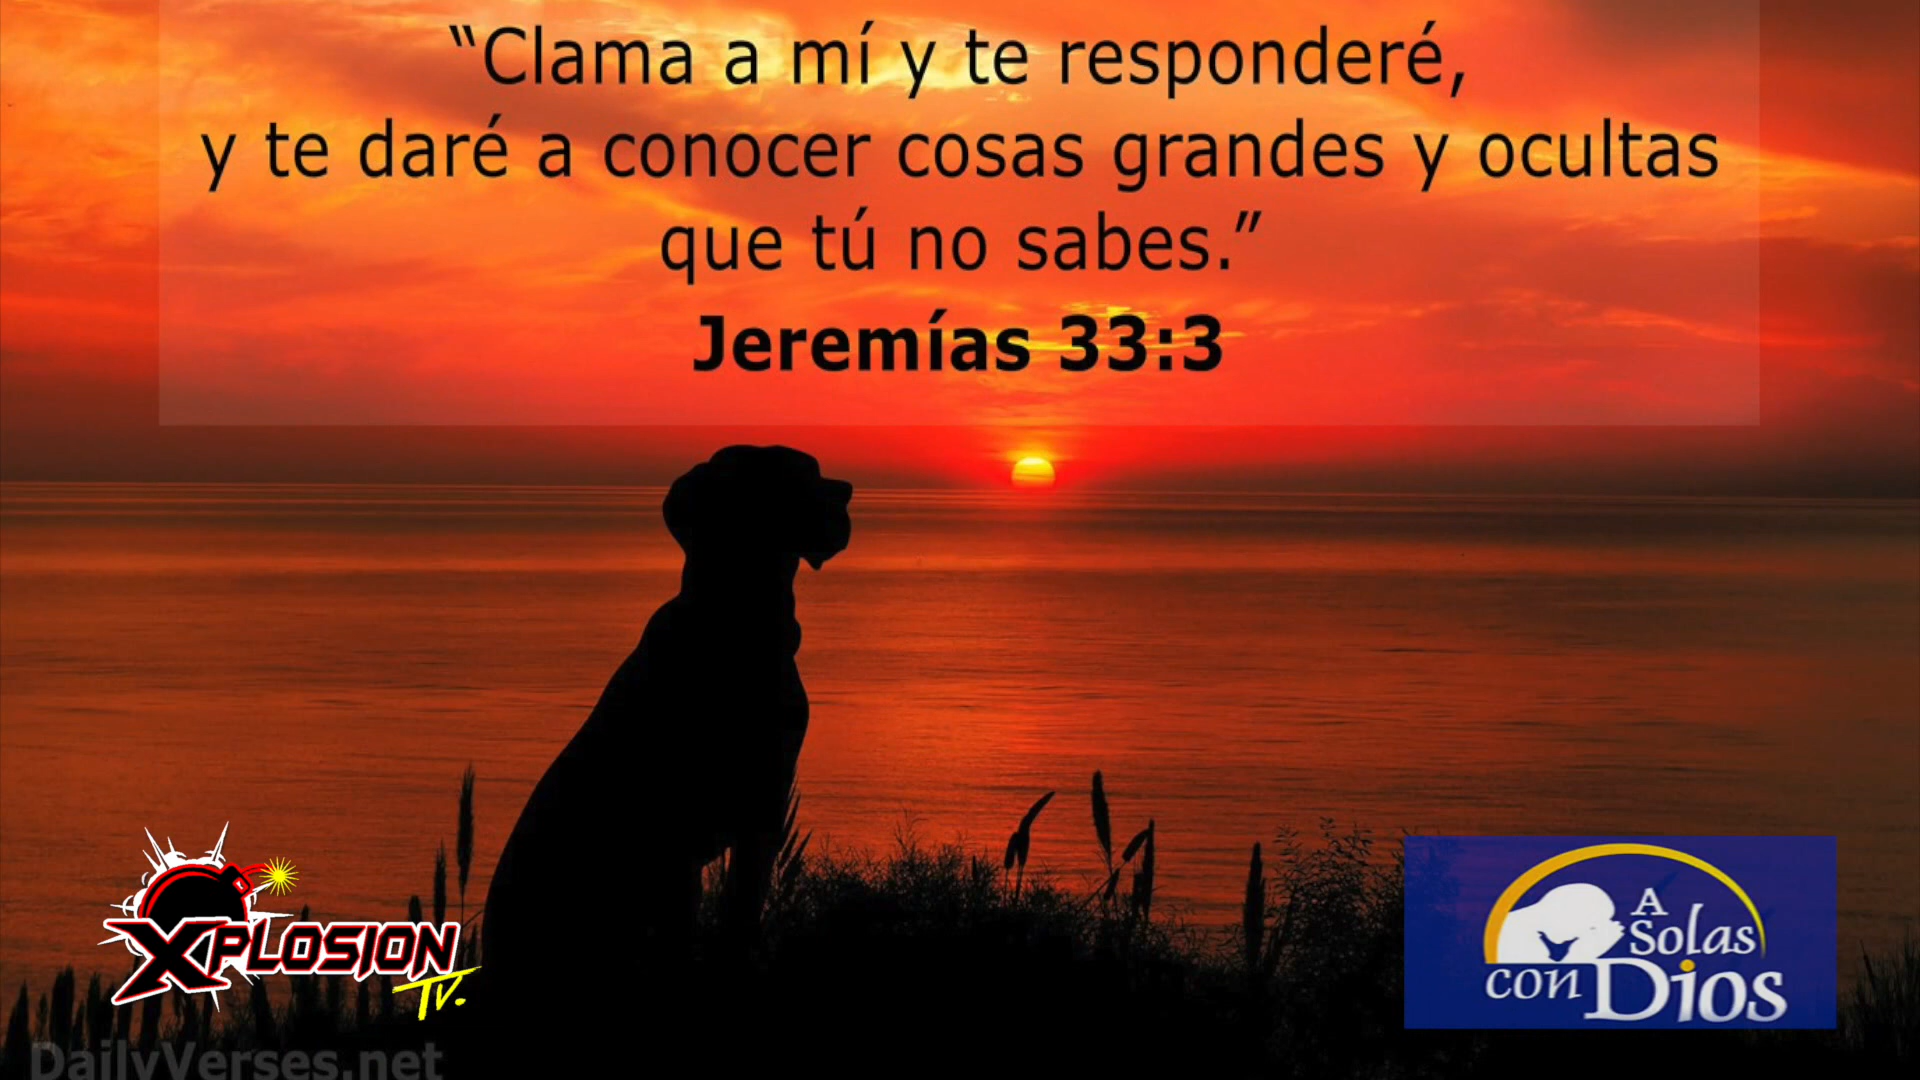 “Clama a mí y te responderé,
y te daré a conocer cosas grandes y ocultas
que tú no sabes.”
Jeremías 33:3
XPLOSION
TV.
A
Solas
con Dios
DailyVerses.net